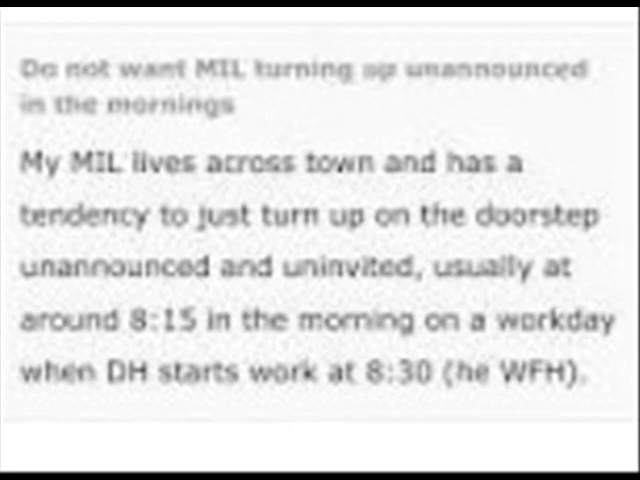 Do not want MIL turning up unannounced
in the mornings
My MIL lives across town and has a
tendency to just turn up on the doorstep
unannounced and uninvited, usually at
around 8:15 in the morning on a workday
when DH starts work at 8:30 (he WFH).